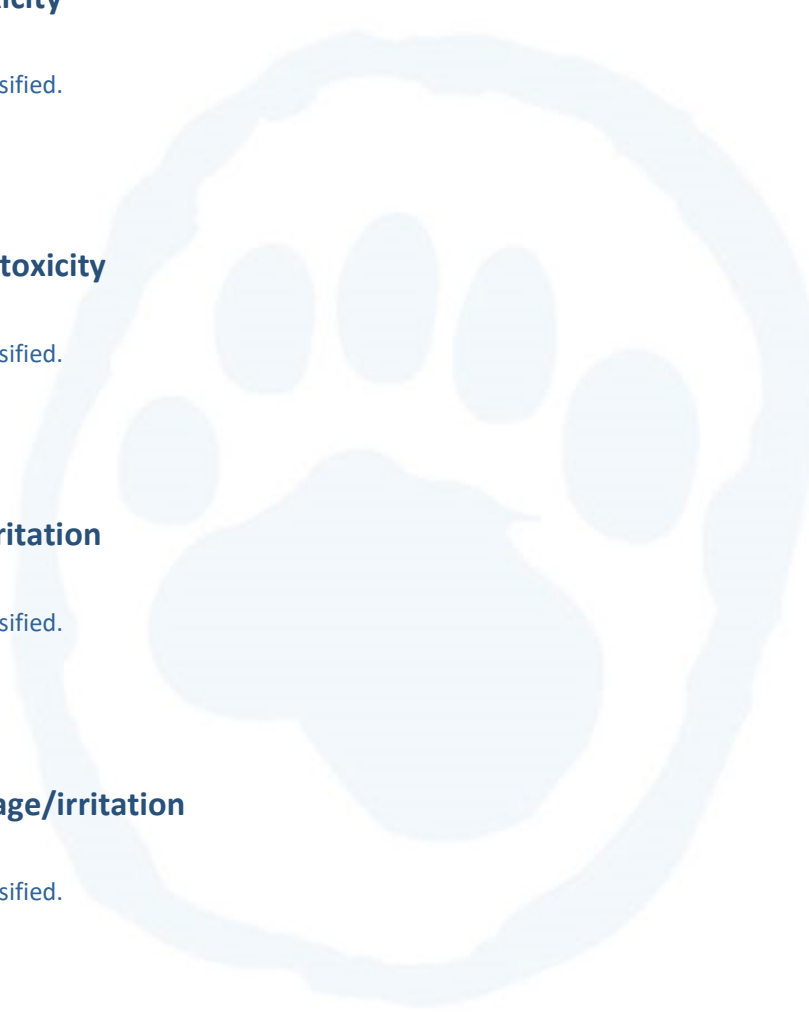 icity
sified.
toxicity
sified.
ritation
sified.
age/irritation
sified.